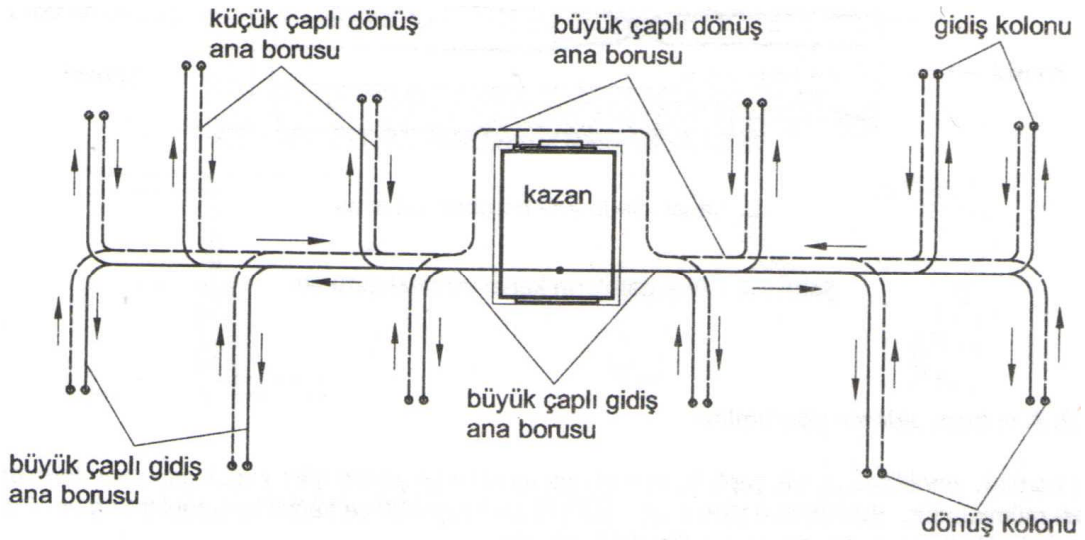 küçük çaplı dönüş
ana borusu
büyük çaplı dönüş
ana borusu
gidiş kolonu
kazan
büyük çaplı gidiş
ana borusu
büyük çaplı gidiş
ana borusu
dönüş kolonu